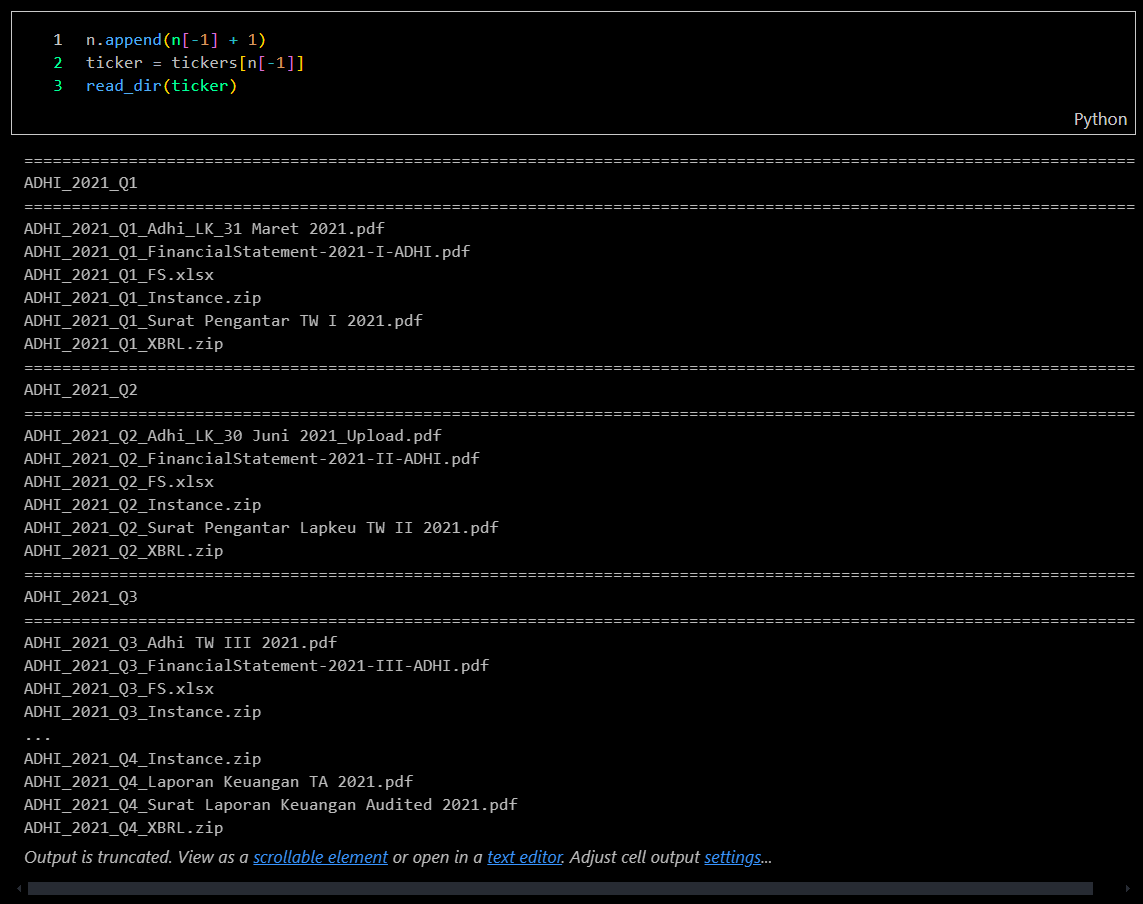 1 n.append(n[-1] + 1)
2 ticker = tickers[n[-1]]
3 read_dir(ticker)
Python
=====================================================================================================================
ADHI_2021_Q1
=====================================================================================================================
ADHI_2021_Q1_Adhi_LK_31 Maret 2021.pdf
ADHI_2021_Q1_FinancialStatement-2021-I-ADHI.pdf
ADHI_2021_Q1_FS.xlsx
ADHI_2021_Q1_Instance.zip
ADHI_2021_Q1_Surat Pengantar TW I 2021.pdf
ADHI_2021_Q1_XBRL.zip
=====================================================================================================================
ADHI_2021_Q2
=====================================================================================================================
ADHI_2021_Q2_Adhi_LK_30 Juni 2021_Upload.pdf
ADHI_2021_Q2_FinancialStatement-2021-II-ADHI.pdf
ADHI_2021_Q2_FS.xlsx
ADHI_2021_Q2_Instance.zip
ADHI_2021_Q2_Surat Pengantar Lapkeu TW II 2021.pdf
ADHI_2021_Q2_XBRL.zip
=====================================================================================================================
ADHI_2021_Q3
=====================================================================================================================
ADHI_2021_Q3_Adhi TW III 2021.pdf
ADHI_2021_Q3_FinancialStatement-2021-III-ADHI.pdf
ADHI_2021_Q3_FS.xlsx
ADHI_2021_Q3_Instance.zip
...
ADHI_2021_Q4_Instance.zip
ADHI_2021_Q4_Laporan Keuangan TA 2021.pdf
ADHI_2021_Q4_Surat Laporan Keuangan Audited 2021.pdf
ADHI_2021_Q4_XBRL.zip
Output is truncated. View as a scrollable element or open in a text editor. Adjust cell output settings...